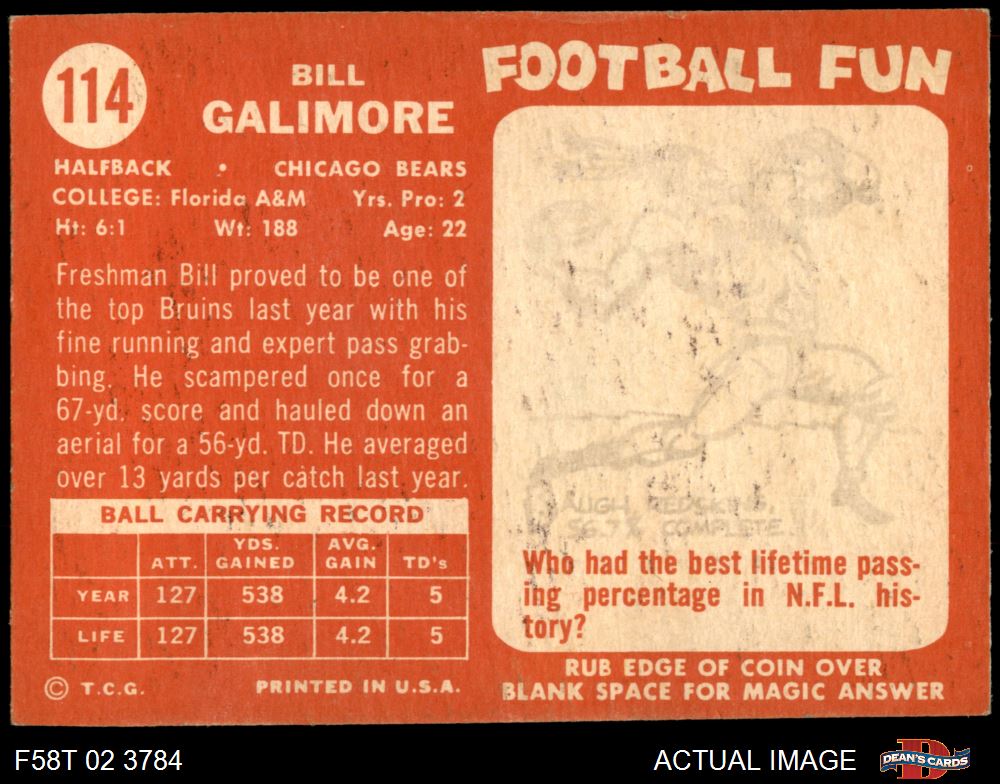 114
BILL
GALIMORE
HALFBACK • CHICAGO BEARS
COLLEGE: Florida A&M Yrs. Pro: 2
Ht: 6:1 Wt: 188 Age: 22
Freshman Bill proved to be one of
the top Bruins last year with his
fine running and expert pass grab-
bing. He scampered once for a
67-yd. score and hauled down an
aerial for a 56-yd. TD. He averaged
over 13 yards per catch last year.
BALL CARRYING RECORD
ATT. YDS. GAINED AVG. GAIN TD's
YEAR 127 538 4.2 5
LIFE 127 538 4.2 5
© T.C.G. PRINTED IN U.S.A.
FOOTBALL FUN
AUGH, REDSKINS,
56.7% COMPLETE
Who had the best lifetime pass-
ing percentage in N.F.L. his-
tory?
RUB EDGE OF COIN OVER
BLANK SPACE FOR MAGIC ANSWER
F58T 02 3784
ACTUAL IMAGE
DEAN'S CARDS